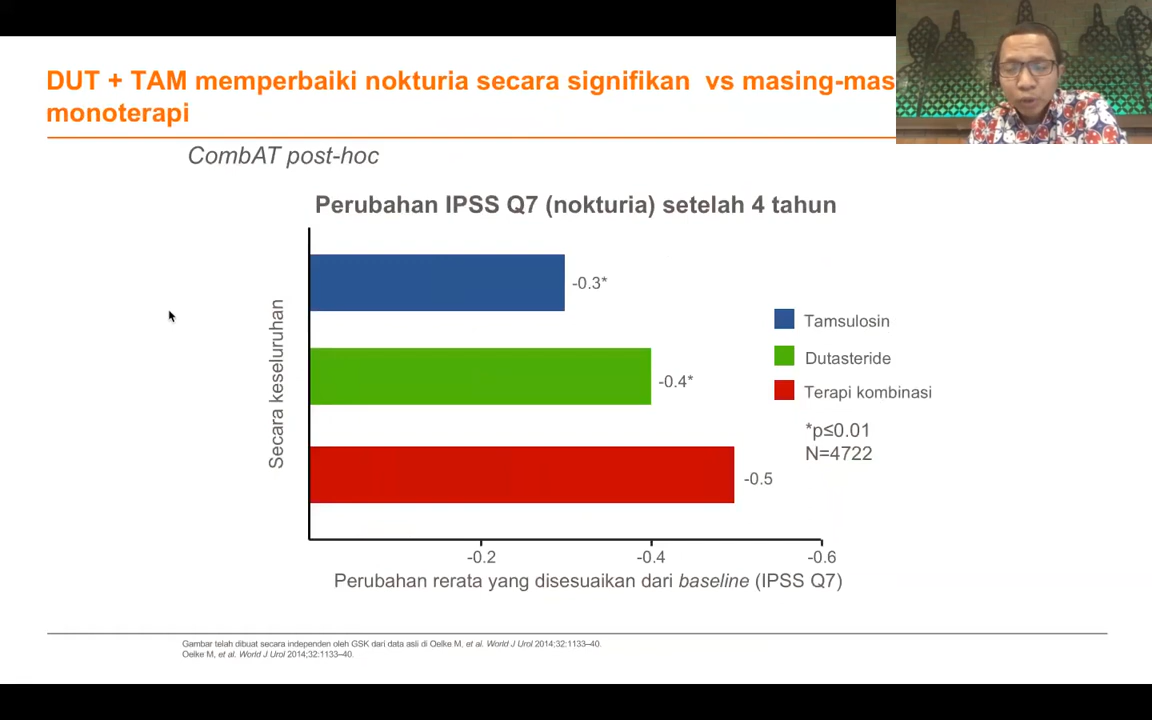 DUT + TAM memperbaiki nokturia secara signifikan vs masing-mas
monoterapi
CombAT post-hoc
Perubahan IPSS Q7 (nokturia) setelah 4 tahun
Secara keseluruhan
-0.3*
-0.4*
-0.5
Tamsulosin
Dutasteride
Terapi kombinasi
*p≤0.01
N=4722
-0.2 -0.4 -0.6
Perubahan rerata yang disesuaikan dari baseline (IPSS Q7)
Gambar telah dibuat secara independen oleh GSK dari data asli di Oelke M, et al. World J Urol 2014;32:1133–40.
Oelke M, et al. World J Urol 2014;32:1133–40.